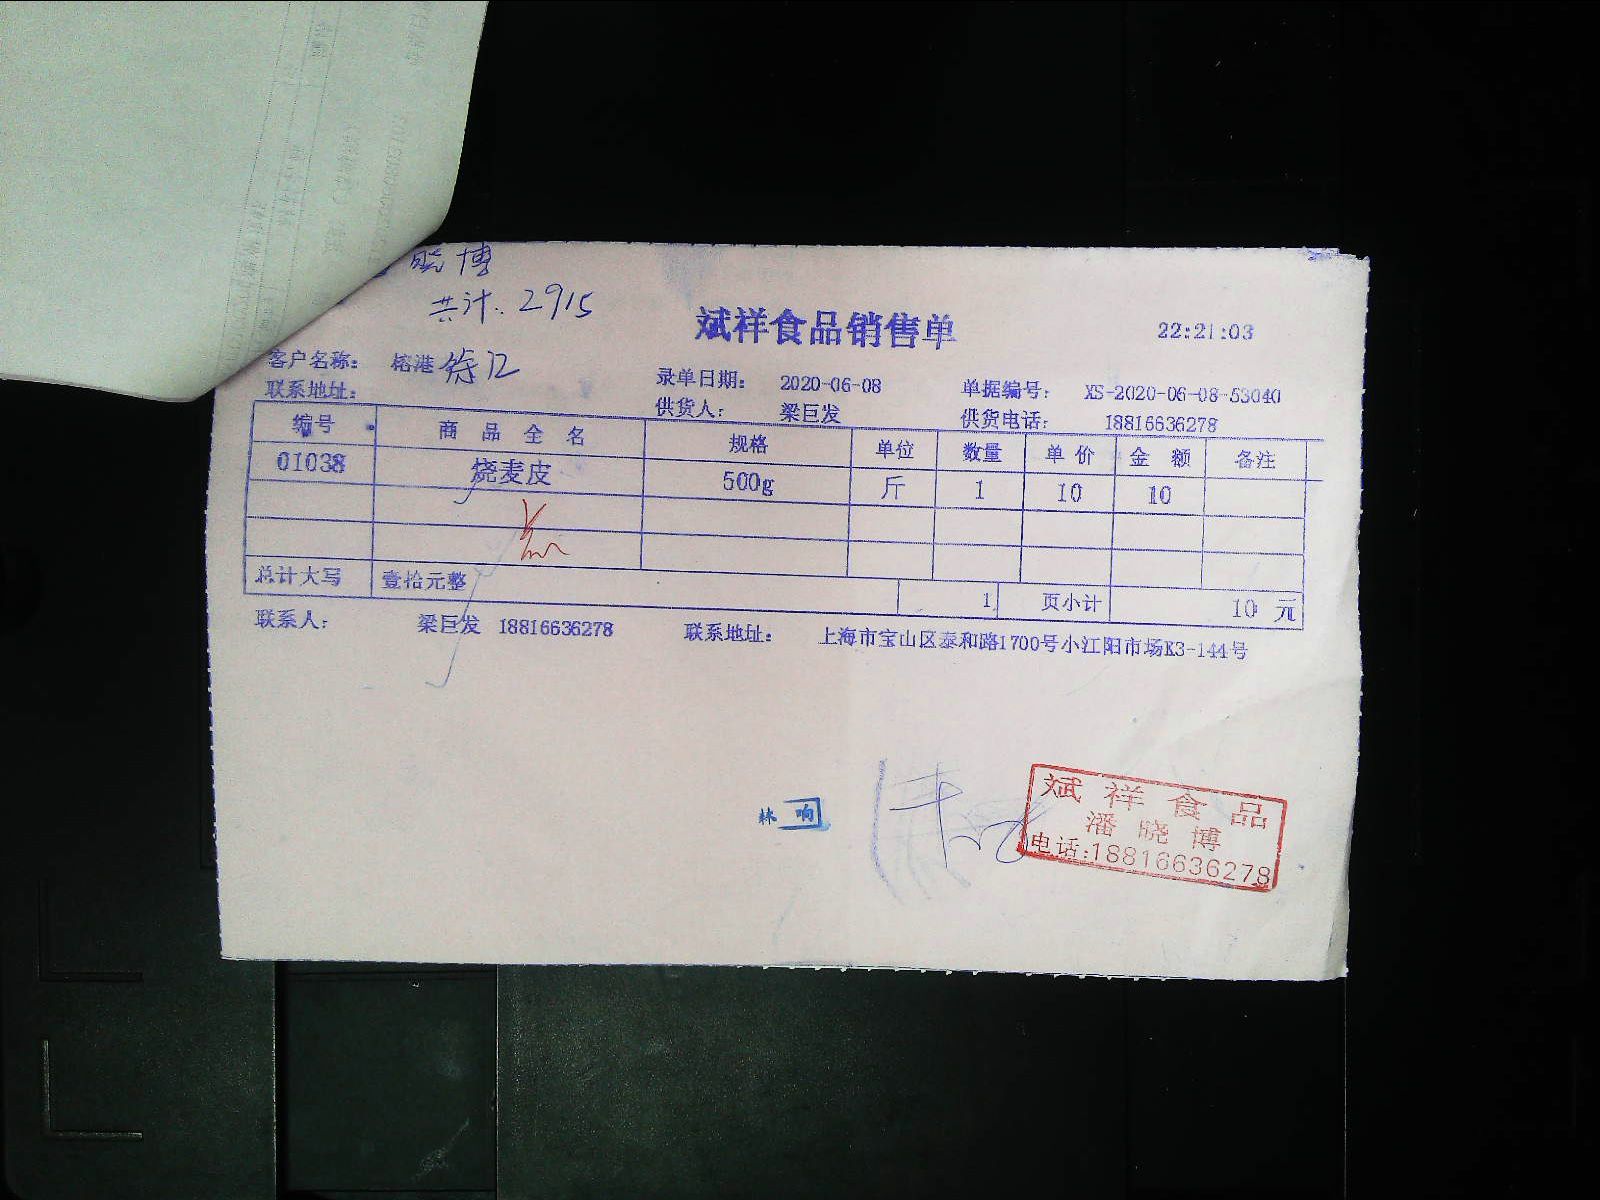 晓博
共计:2915
斌祥食品销售单
22:21:03
客户名称: 榕港 徐汇
录单日期: 2020-06-08 单据编号: XS-2020-06-08-53040
联系地址: 供货人: 梁巨发 供货电话: 18816636278
编号 商品全名 规格 单位 数量 单价 金额 备注
01038 烧麦皮 500g 斤 1 10 10
总计大写 壹拾元整 1 页小计 10 元
联系人: 梁巨发 18816636278 联系地址: 上海市宝山区泰和路1700号小江阳市场K3-144号
林响
斌祥食品
潘晓博
电话:18816636278